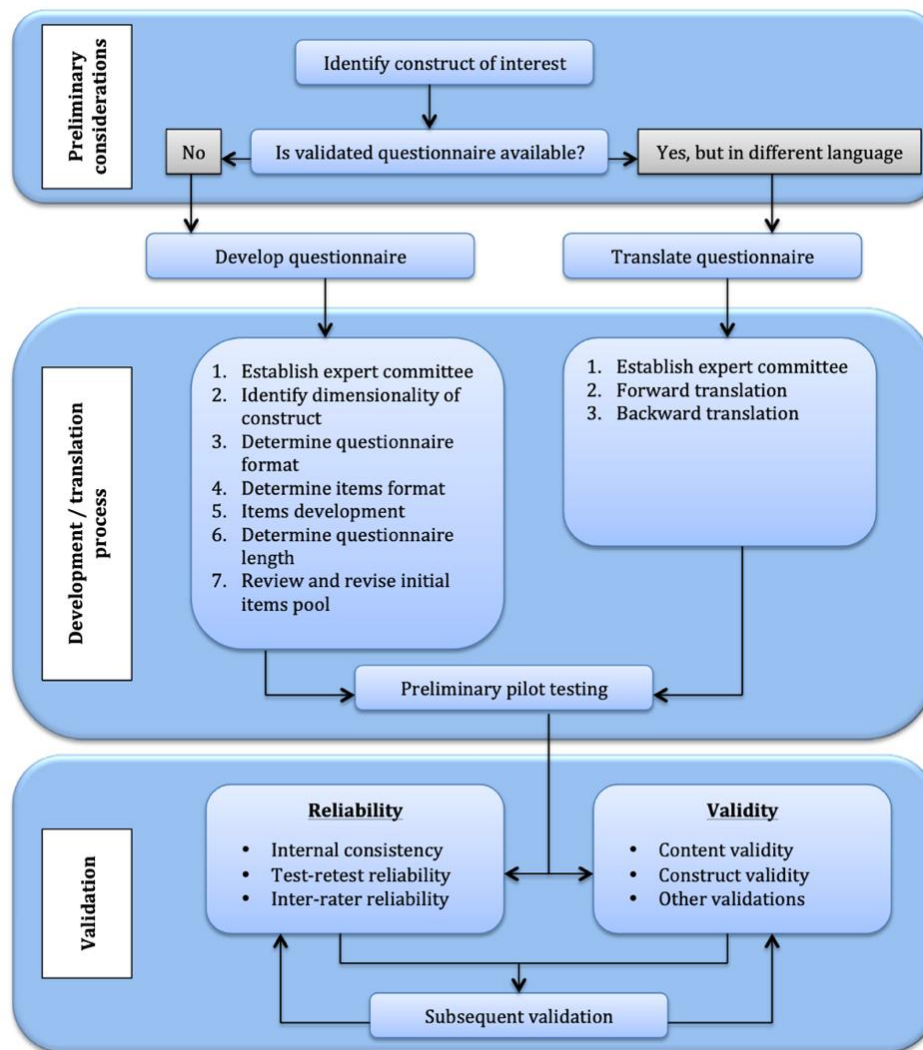 Preliminary
considerations
Identify construct of interest
No
Is validated questionnaire available?
Yes, but in different language
Develop questionnaire
Translate questionnaire
Development / translation
process
1. Establish expert committee
2. Identify dimensionality of
construct
3. Determine questionnaire
format
4. Determine items format
5. Items development
6. Determine questionnaire
length
7. Review and revise initial
items pool
1. Establish expert committee
2. Forward translation
3. Backward translation
Preliminary pilot testing
Validation
Reliability
• Internal consistency
• Test-retest reliability
• Inter-rater reliability
Validity
• Content validity
• Construct validity
• Other validations
Subsequent validation